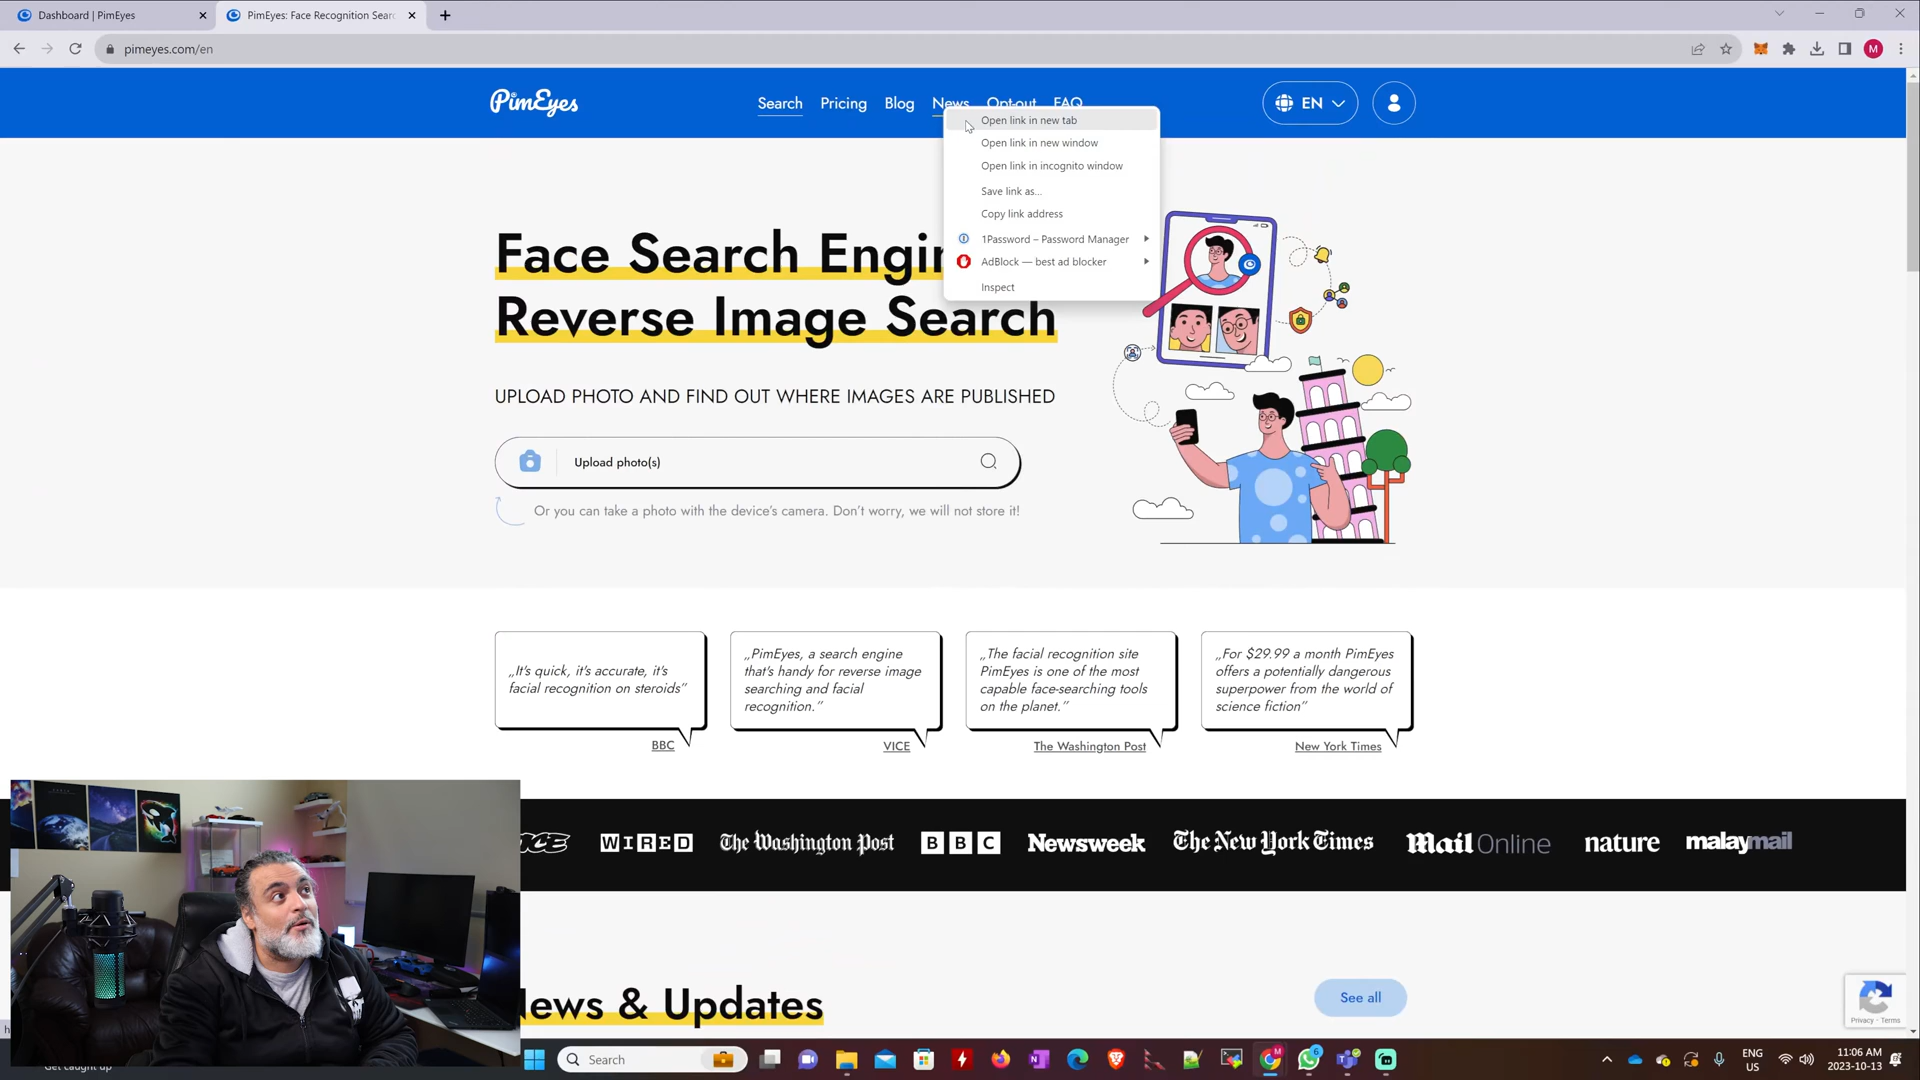 Dashboard | PimEyes
PimEyes: Face Recognition Sear
pimeyes.com/en
M
PimEyes
Search
Pricing
Blog
News
Opt-out
FAQ
EN
Open link in new tab
Open link in new window
Open link in incognito window
Save link as...
Copy link address
1Password – Password Manager
AdBlock — best ad blocker
Inspect
Face Search Engin
Reverse Image Search
UPLOAD PHOTO AND FIND OUT WHERE IMAGES ARE PUBLISHED
Upload photo(s)
Or you can take a photo with the device's camera. Don't worry, we will not store it!
„It's quick, it's accurate, it's
facial recognition on steroids”
BBC
„PimEyes, a search engine
that's handy for reverse image
searching and facial
recognition.”
VICE
„The facial recognition site
PimEyes is one of the most
capable face-searching tools
on the planet.”
The Washington Post
„For $29.99 a month PimEyes
offers a potentially dangerous
superpower from the world of
science fiction”
New York Times
WIRED
The Washington Post
BBC
Newsweek
The New York Times
Mail Online
nature
malaymail
News & Updates
See all
Privacy - Terms
Get caught up
Search
ENG
US
11:06 AM
2023-10-13